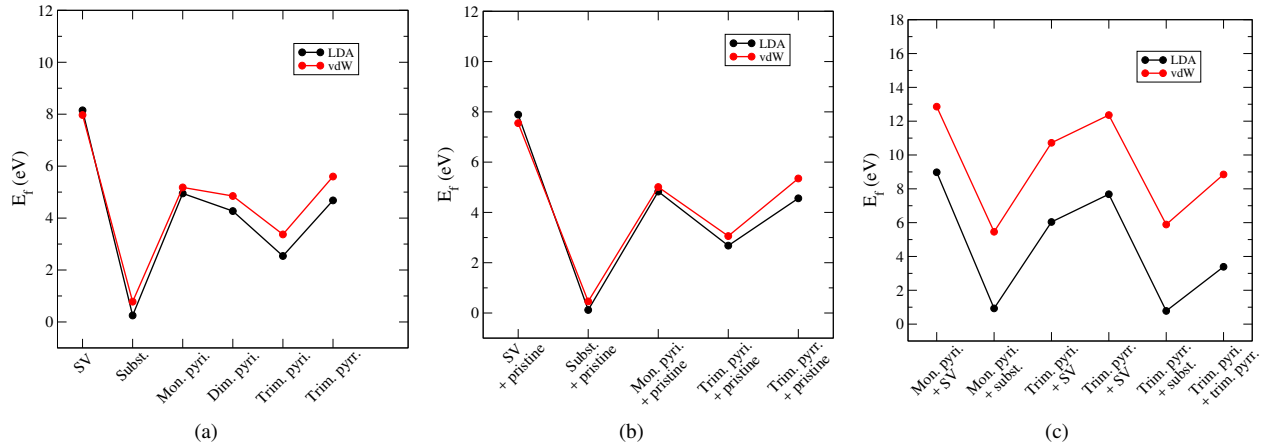 12
10
8
6
4
2
0
E_f (eV)
LDA
vdW
SV
Subst.
Mon. pyri.
Dim. pyri.
Trim. pyri.
Trim. pyrr.
(a)
12
10
8
6
4
2
0
E_f (eV)
LDA
vdW
SV
+ pristine
Subst.
+ pristine
Mon. pyri.
+ pristine
Trim. pyri.
+ pristine
Trim. pyrr.
+ pristine
(b)
18
16
14
12
10
8
6
4
2
0
E_f (eV)
LDA
vdW
Mon. pyri.
+ SV
Mon. pyri.
+ subst.
Trim. pyri.
+ SV
Trim. pyrr.
+ SV
Trim. pyrr.
+ subst.
Trim. pyri.
+ trim. pyrr.
(c)